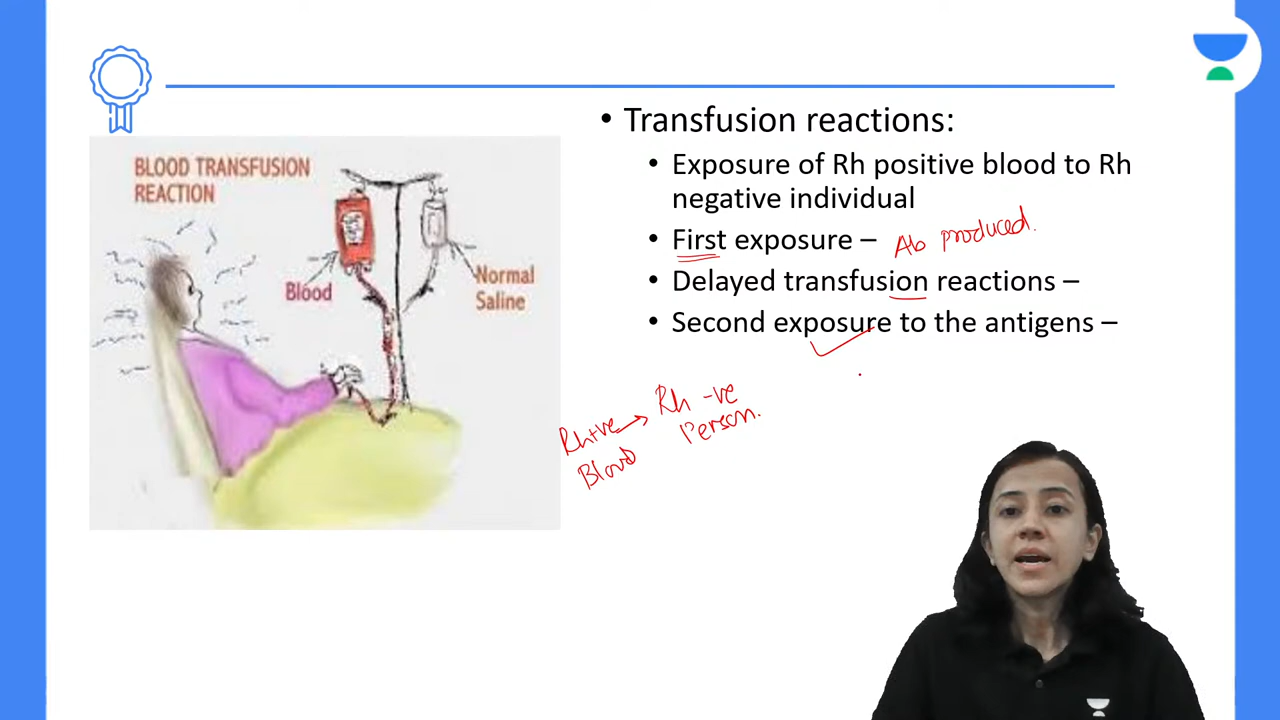 • Transfusion reactions:
• Exposure of Rh positive blood to Rh
negative individual
• First exposure – Ab produced.
• Delayed transfusion reactions –
• Second exposure to the antigens –
BLOOD TRANSFUSION
REACTION
Blood
Normal
Saline
Rh+ve → Rh -ve
Blood Person.